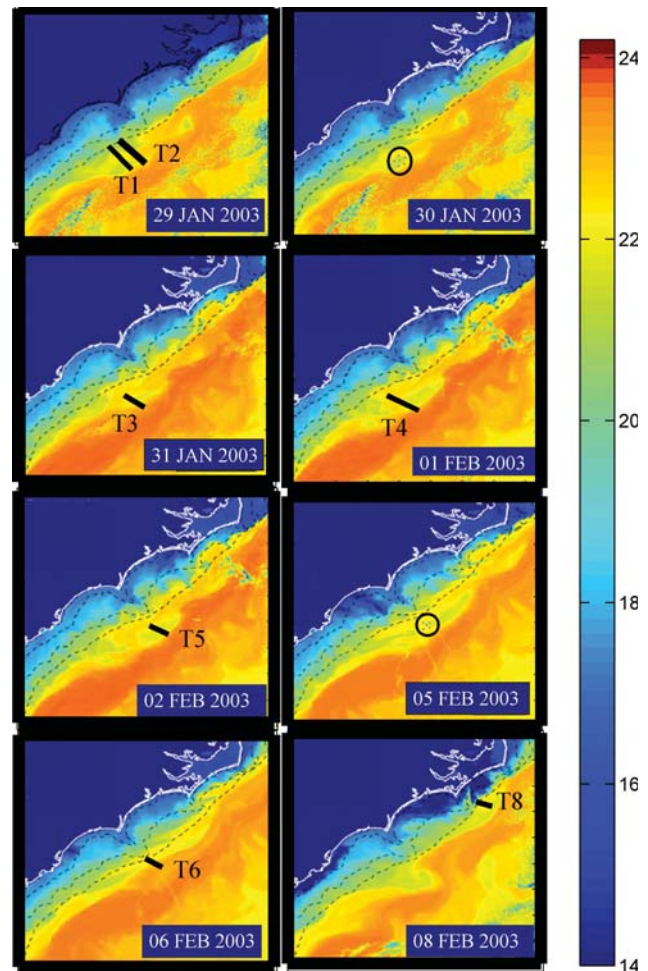 T2
T1
29 JAN 2003
30 JAN 2003
T3
31 JAN 2003
T4
01 FEB 2003
T5
02 FEB 2003
05 FEB 2003
T6
06 FEB 2003
T8
08 FEB 2003
24
22
20
18
16
14